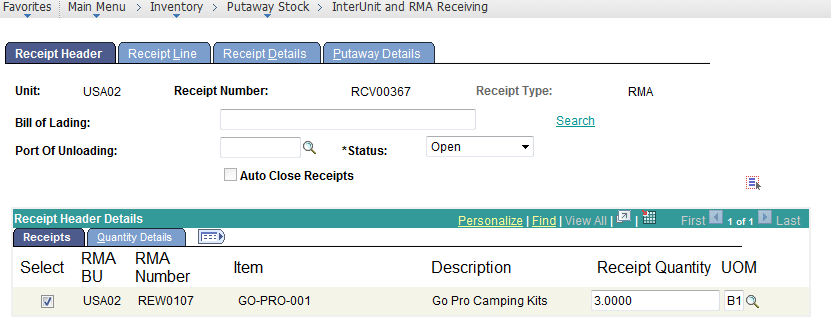 Favorites Main Menu > Inventory > Putaway Stock > InterUnit and RMA Receiving
Receipt Header Receipt Line Receipt Details Putaway Details
Unit: USA02 Receipt Number: RCV00367 Receipt Type: RMA
Bill of Lading: Search
Port Of Unloading: *Status: Open
Auto Close Receipts
Receipt Header Details Personalize | Find | View All | | First 1 of 1 Last
Receipts Quantity Details
Select RMA BU RMA Number Item Description Receipt Quantity UOM
USA02 REW0107 GO-PRO-001 Go Pro Camping Kits 3.0000 B1